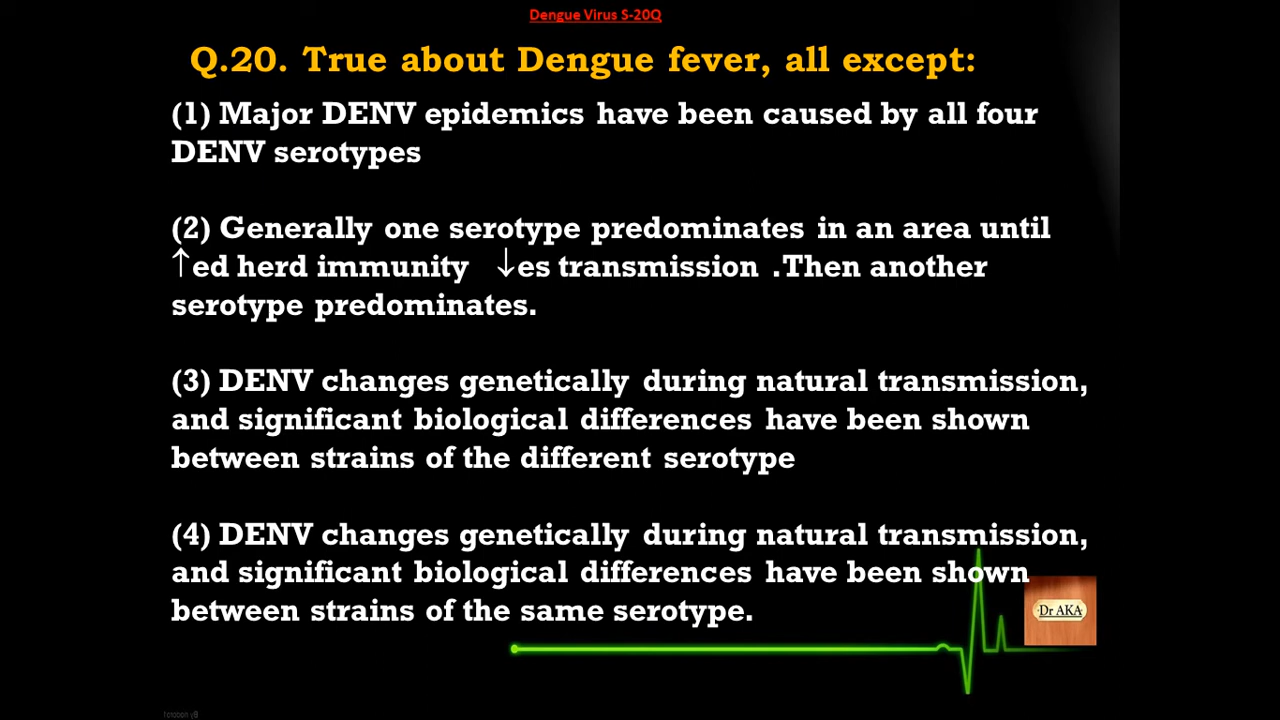 Dengue Virus S-20Q
Q.20. True about Dengue fever, all except:
(1) Major DENV epidemics have been caused by all four
DENV serotypes
(2) Generally one serotype predominates in an area until
↑ed herd immunity ↓es transmission .Then another
serotype predominates.
(3) DENV changes genetically during natural transmission,
and significant biological differences have been shown
between strains of the different serotype
(4) DENV changes genetically during natural transmission,
and significant biological differences have been shown
between strains of the same serotype.
Dr AKA